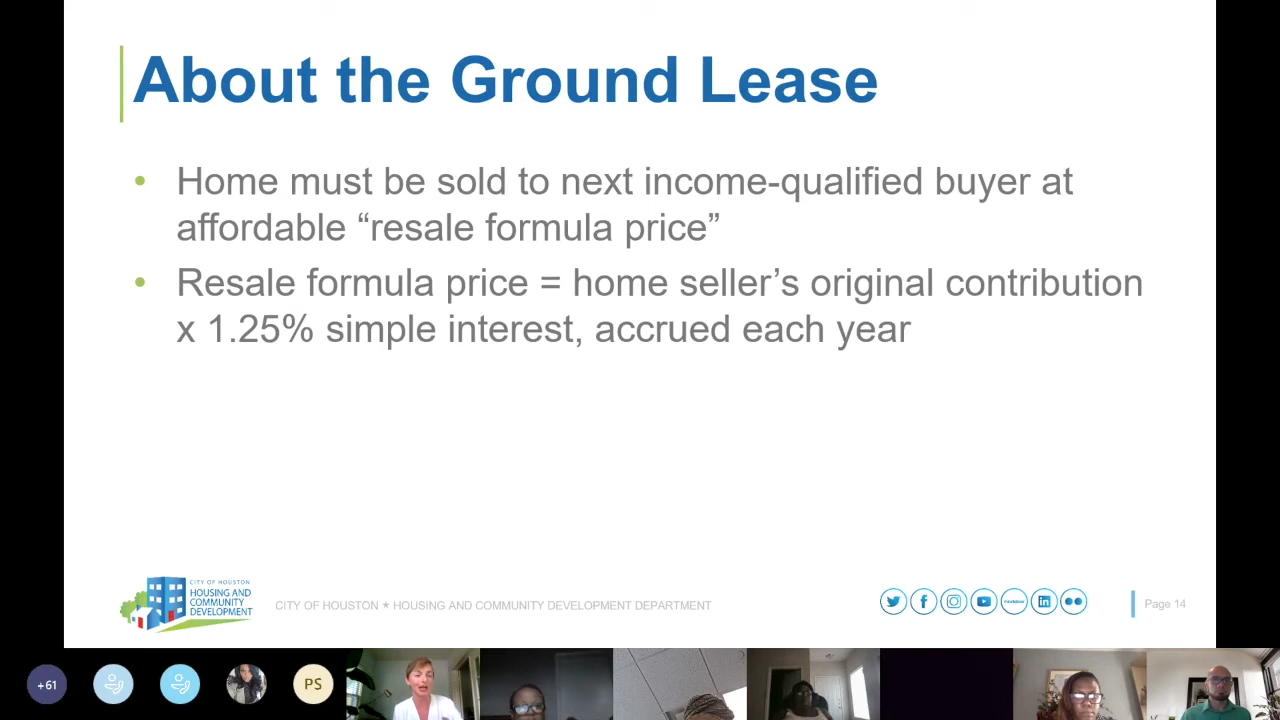 About the Ground Lease
• Home must be sold to next income-qualified buyer at
affordable “resale formula price”
• Resale formula price = home seller’s original contribution
x 1.25% simple interest, accrued each year
CITY OF HOUSTON
HOUSING AND
COMMUNITY
DEVELOPMENT
CITY OF HOUSTON ★ HOUSING AND COMMUNITY DEVELOPMENT DEPARTMENT
Page 14
+61
PS